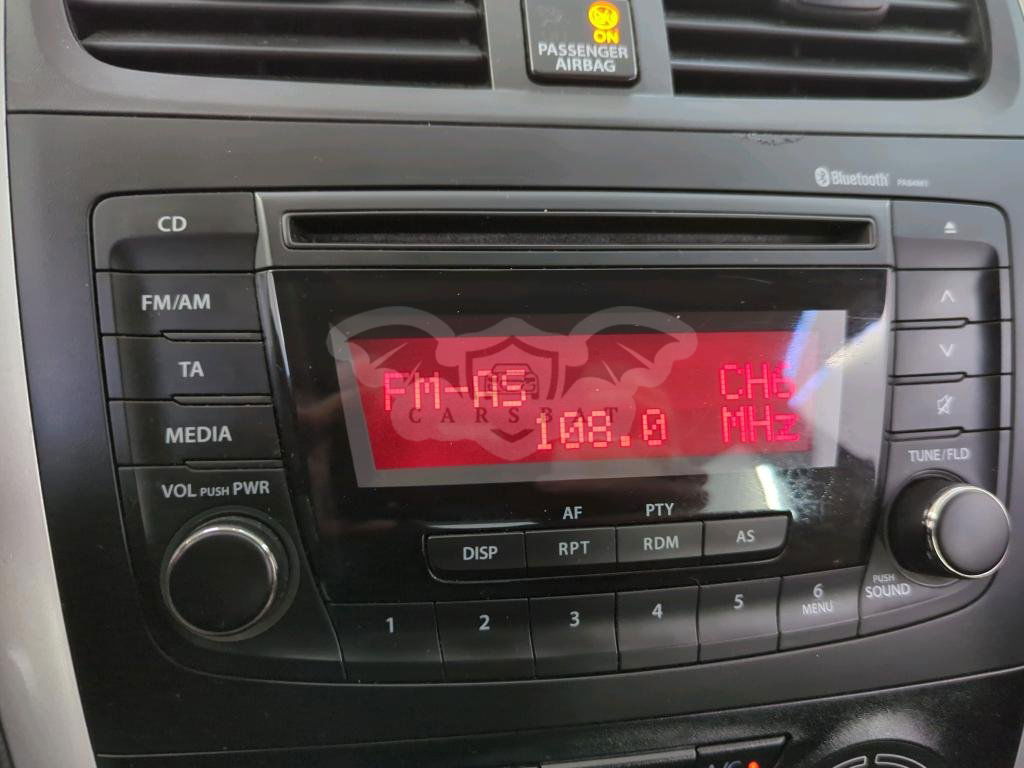 ON
PASSENGER
AIRBAG
Bluetooth
CD
FM/AM
TA
MEDIA
VOL PUSH PWR
FM-AS CH6
108.0 MHz
CARSBAT
TUNE/FLD
AF PTY
DISP RPT RDM AS
PUSH
SOUND
1 2 3 4 5 6
MENU
A/C